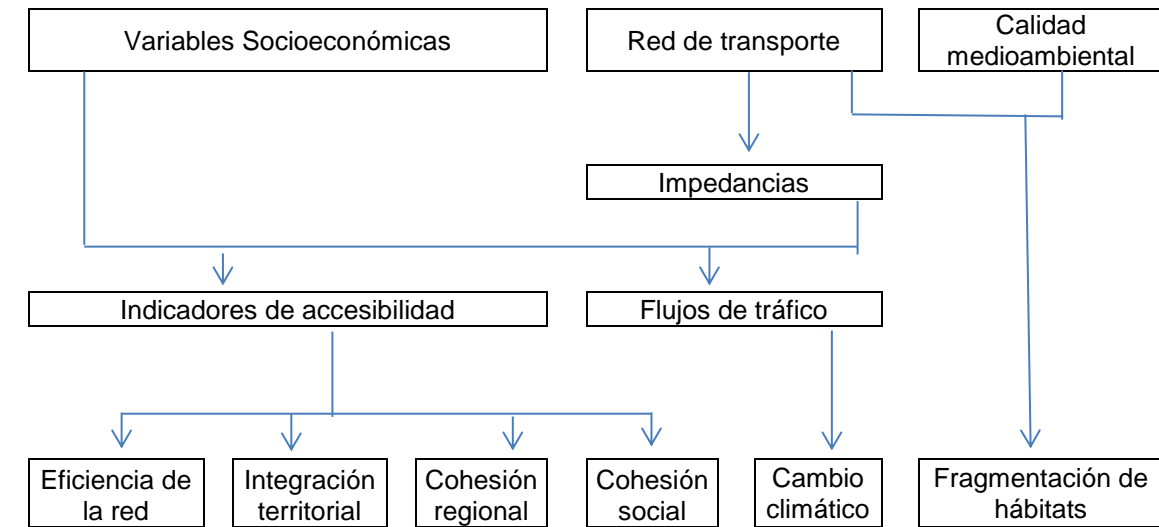 Variables Socioeconómicas
Red de transporte
Calidad
medioambiental
Impedancias
Indicadores de accesibilidad
Flujos de tráfico
Eficiencia de
la red
Integración
territorial
Cohesión
regional
Cohesión
social
Cambio
climático
Fragmentación de
hábitats